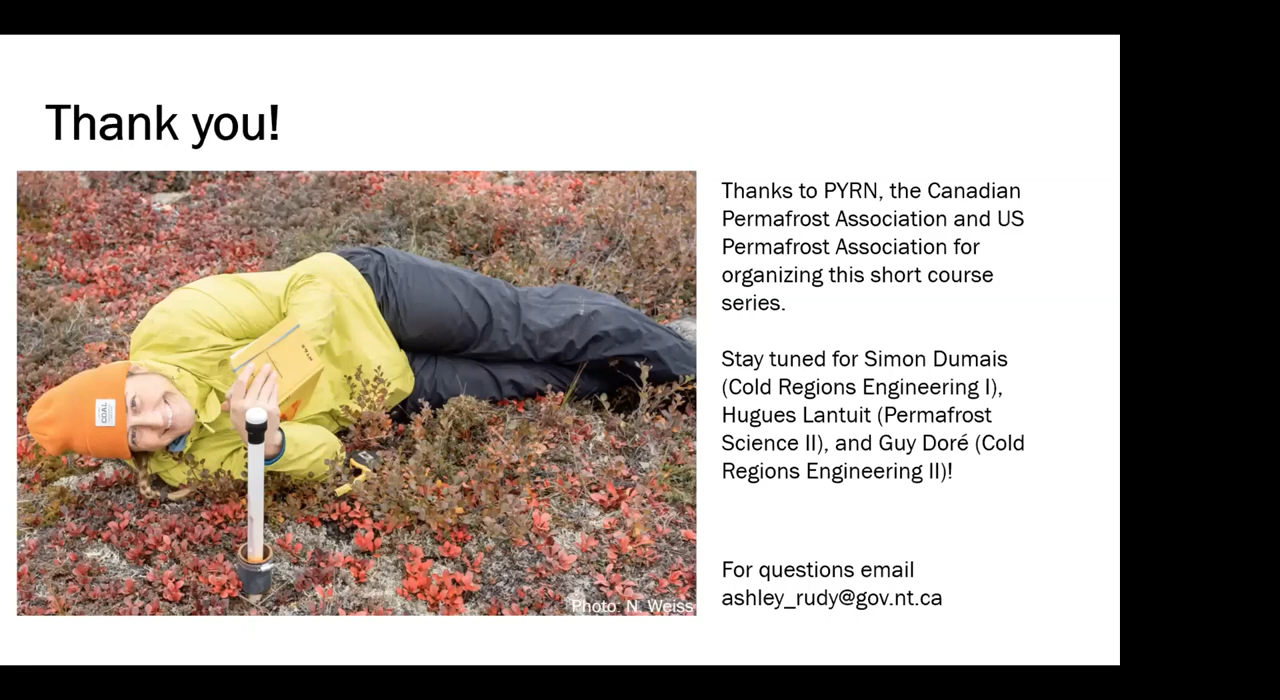 Thank you!
Thanks to PYRN, the Canadian
Permafrost Association and US
Permafrost Association for
organizing this short course
series.
Stay tuned for Simon Dumais
(Cold Regions Engineering I),
Hugues Lantuit (Permafrost
Science II), and Guy Doré (Cold
Regions Engineering II)!
For questions email
ashley_rudy@gov.nt.ca
COAL
Photo: N. Weiss